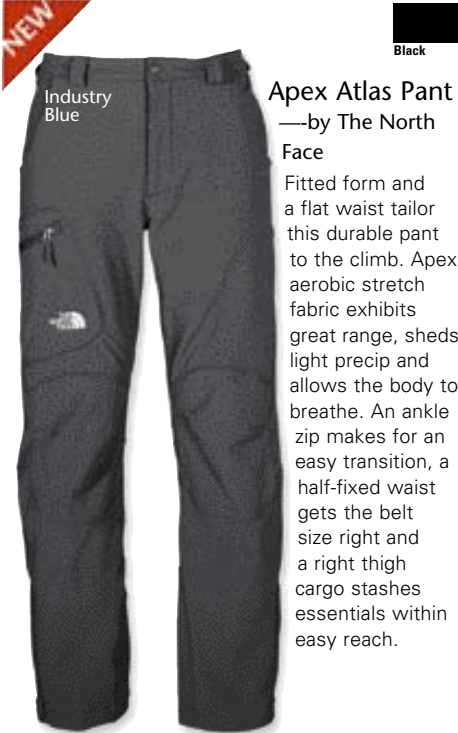 NEW
Black
Industry
Blue
Apex Atlas Pant
—-by The North
Face
Fitted form and
a flat waist tailor
this durable pant
to the climb. Apex
aerobic stretch
fabric exhibits
great range, sheds
light precip and
allows the body to
breathe. An ankle
zip makes for an
easy transition, a
half-fixed waist
gets the belt
size right and
a right thigh
cargo stashes
essentials within
easy reach.